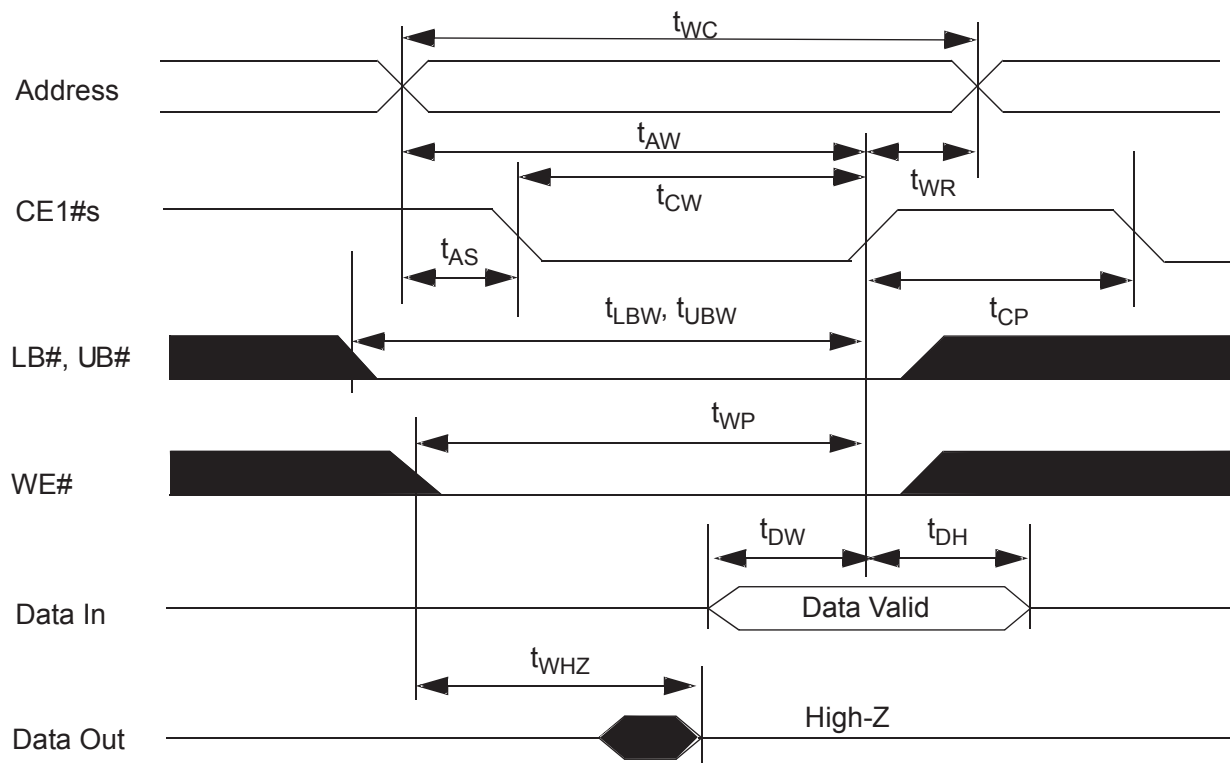 tWC
Address
tAW
tCW
tWR
CE1#s
tAS
tLBW, tUBW
tCP
LB#, UB#
tWP
WE#
tDW
tDH
Data In
Data Valid
tWHZ
High-Z
Data Out